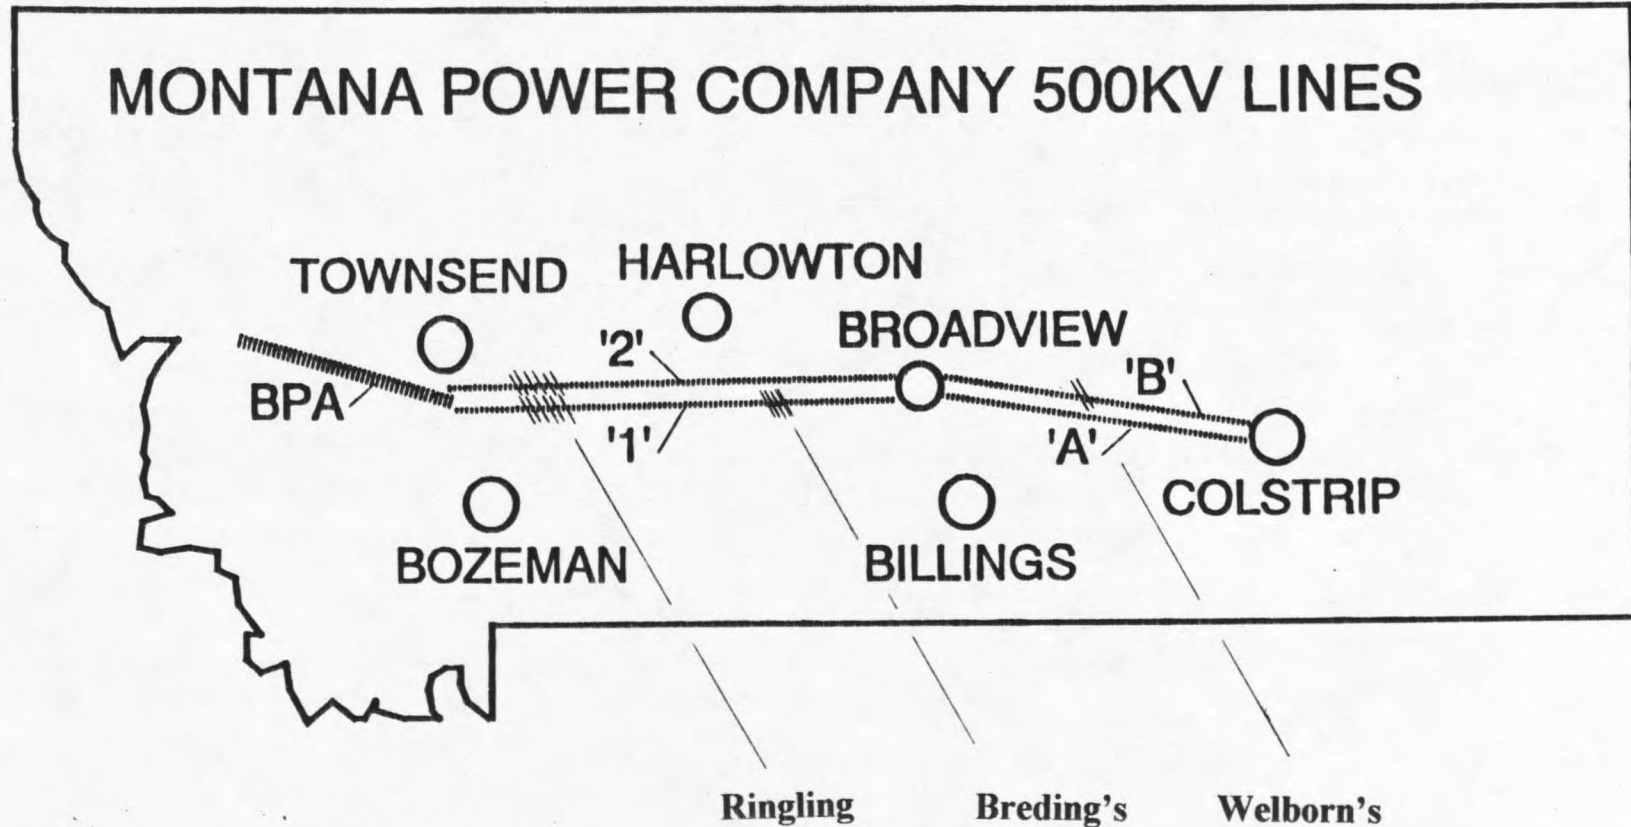 MONTANA POWER COMPANY 500KV LINES
TOWNSEND
HARLOWTON
BROADVIEW
'2'
'B'
BPA
'1'
'A'
COLSTRIP
BOZEMAN
BILLINGS
Ringling
Breding's
Welborn's